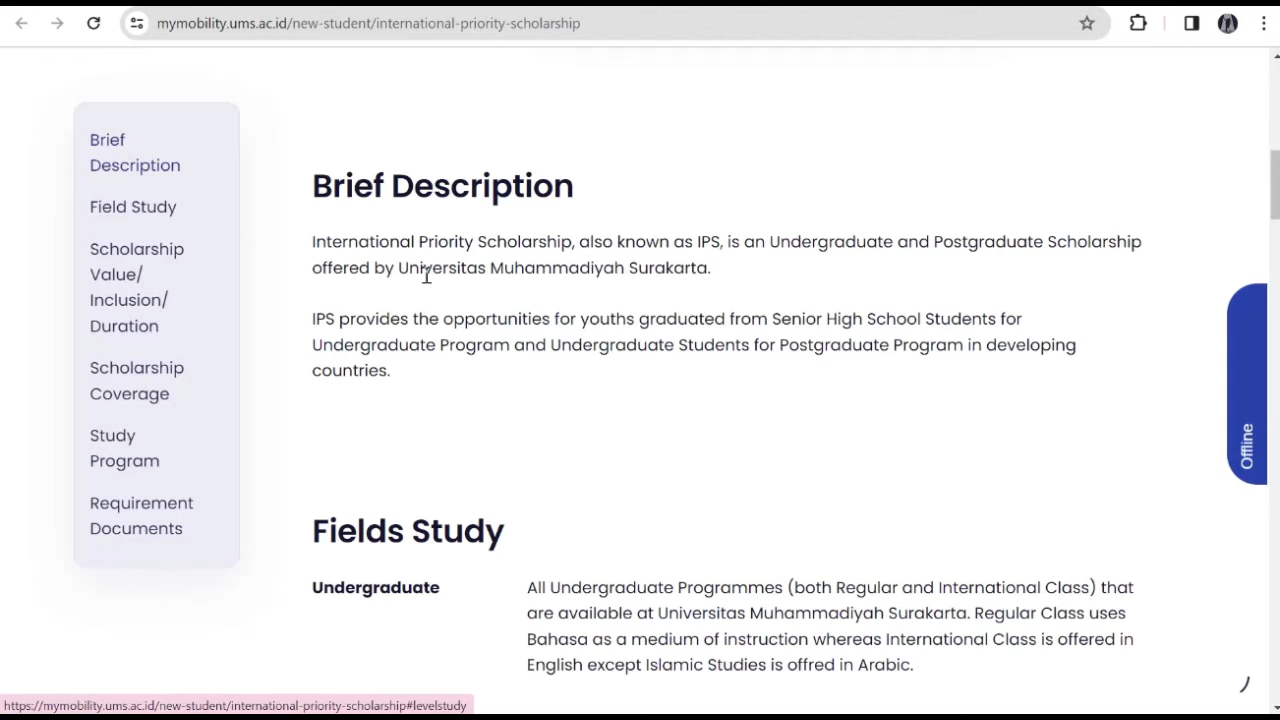 mymobility.ums.ac.id/new-student/international-priority-scholarship
Brief
Description
Field Study
Scholarship
Value/
Inclusion/
Duration
Scholarship
Coverage
Study
Program
Requirement
Documents
Brief Description
International Priority Scholarship, also known as IPS, is an Undergraduate and Postgraduate Scholarship
offered by Universitas Muhammadiyah Surakarta.
IPS provides the opportunities for youths graduated from Senior High School Students for
Undergraduate Program and Undergraduate Students for Postgraduate Program in developing
countries.
Fields Study
Undergraduate
All Undergraduate Programmes (both Regular and International Class) that
are available at Universitas Muhammadiyah Surakarta. Regular Class uses
Bahasa as a medium of instruction whereas International Class is offered in
English except Islamic Studies is offred in Arabic.
Offline
https://mymobility.ums.ac.id/new-student/international-priority-scholarship#levelstudy